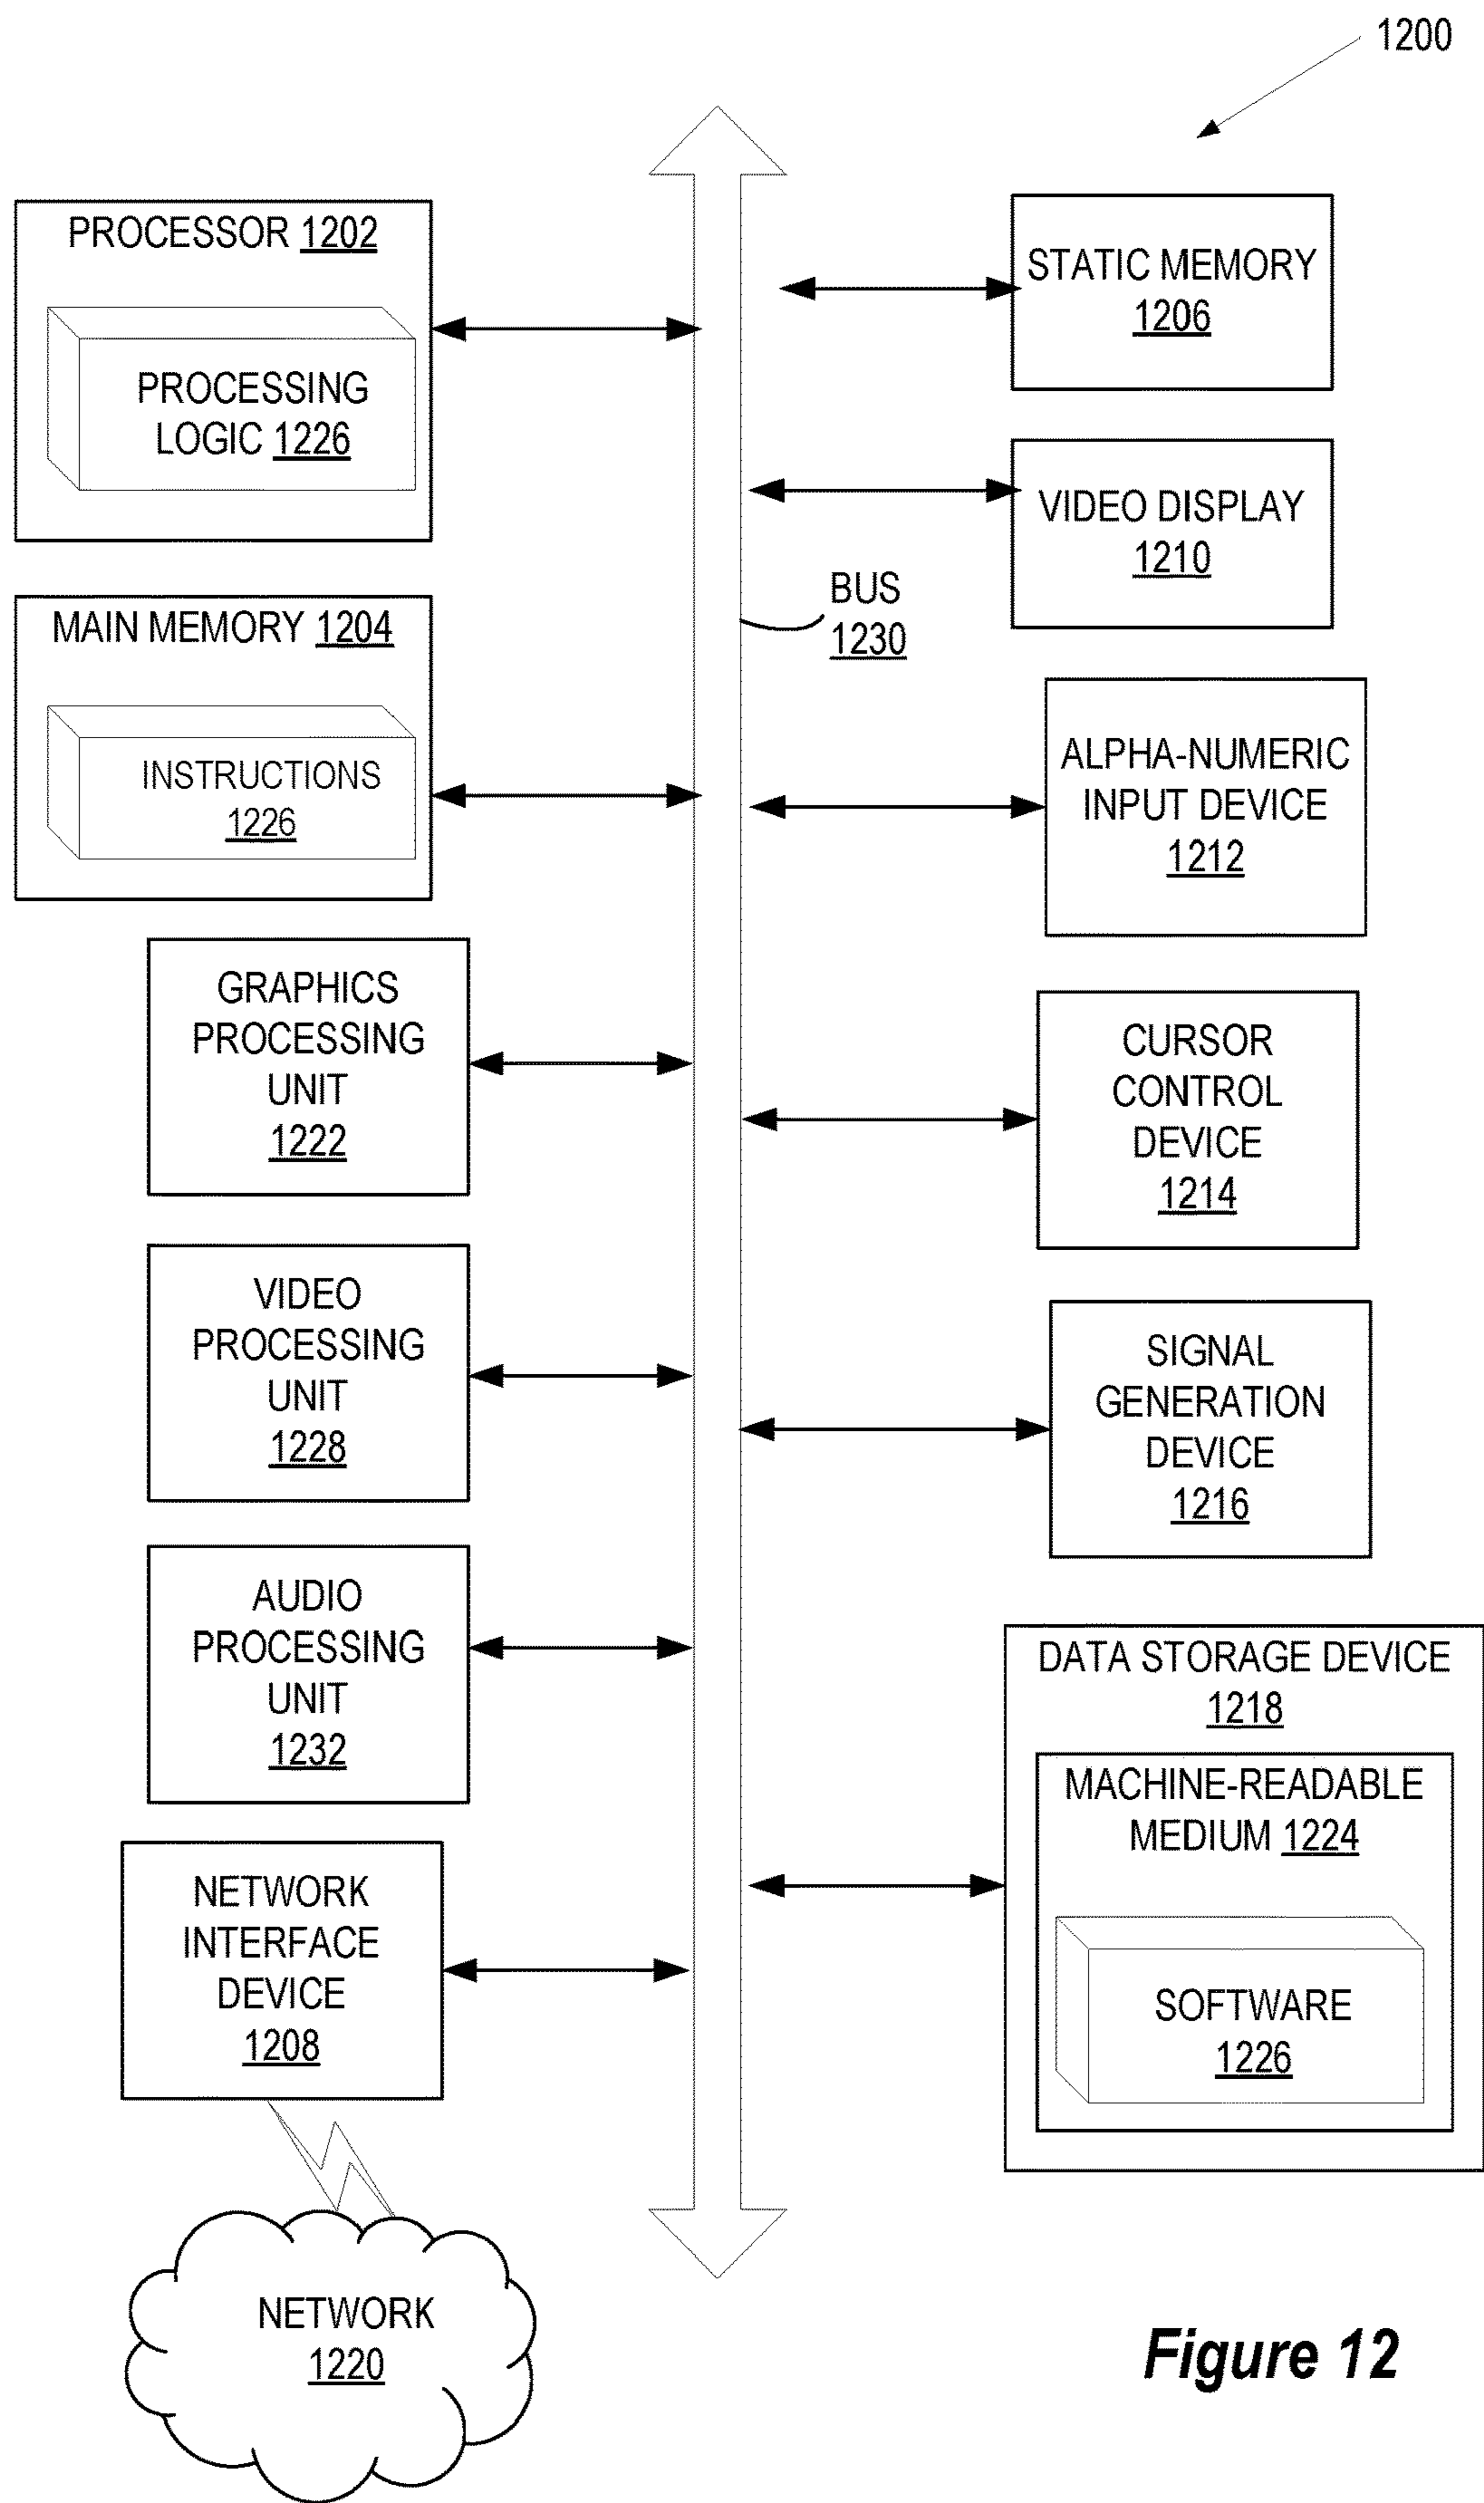 1200
PROCESSOR 1202
PROCESSING
LOGIC 1226
MAIN MEMORY 1204
INSTRUCTIONS
1226
GRAPHICS
PROCESSING
UNIT
1222
VIDEO
PROCESSING
UNIT
1228
AUDIO
PROCESSING
UNIT
1232
NETWORK
INTERFACE
DEVICE
1208
NETWORK
1220
BUS
1230
STATIC MEMORY
1206
VIDEO DISPLAY
1210
ALPHA-NUMERIC
INPUT DEVICE
1212
CURSOR
CONTROL
DEVICE
1214
SIGNAL
GENERATION
DEVICE
1216
DATA STORAGE DEVICE
1218
MACHINE-READABLE
MEDIUM 1224
SOFTWARE
1226
Figure 12